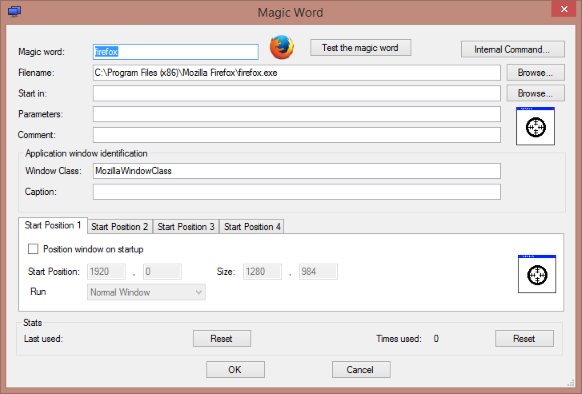 Magic Word
Magic word: firefox Test the magic word Internal Command...
Filename: C:\Program Files (x86)\Mozilla Firefox\firefox.exe Browse...
Start in: Browse...
Parameters:
Comment:
Application window identification
Window Class: MozillaWindowClass
Caption:
Start Position 1 Start Position 2 Start Position 3 Start Position 4
Position window on startup
Start Position: 1920 . 0 Size: 1280 . 984
Run Normal Window
Stats
Last used: Reset Times used: 0 Reset
OK Cancel